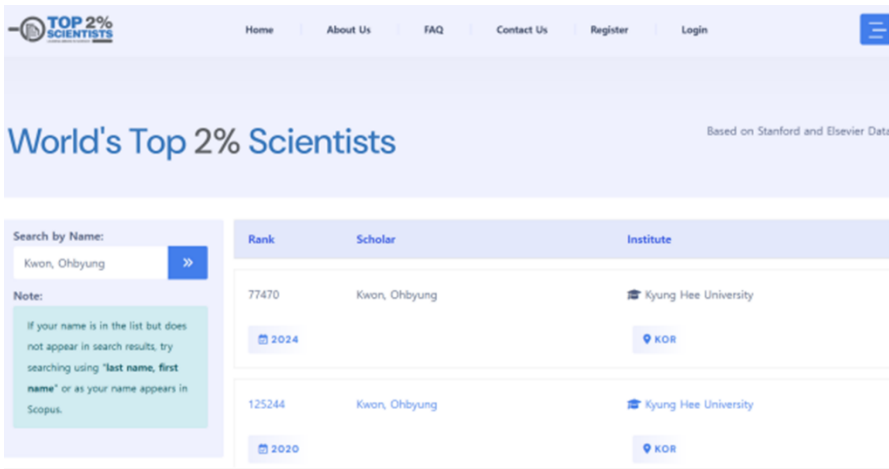 TOP 2%
SCIENTISTS
Home
About Us
FAQ
Contact Us
Register
Login
World's Top 2% Scientists
Based on Stanford and Elsevier Data
Search by Name:
Kwon, Ohbyung
Note:
If your name is in the list but does
not appear in search results, try
searching using "last name, first
name" or as your name appears in
Scopus.
Rank Scholar Institute
77470 Kwon, Ohbyung Kyung Hee University
2024 KOR
125244 Kwon, Ohbyung Kyung Hee University
2020 KOR